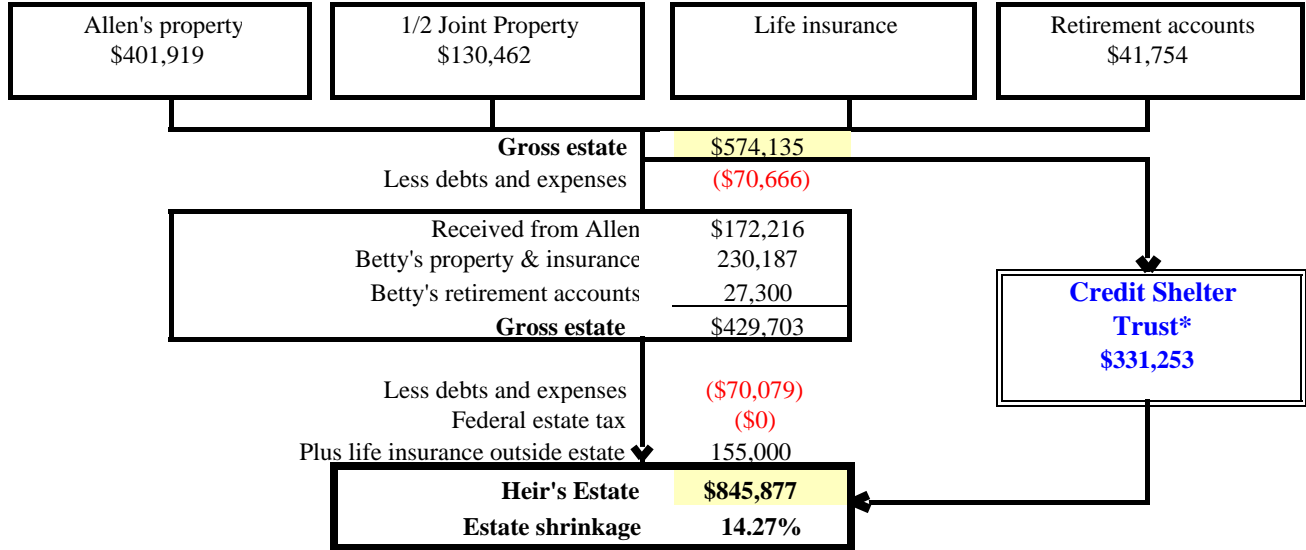 Allen's property
$401,919
1/2 Joint Property
$130,462
Life insurance
Retirement accounts
$41,754
Gross estate $574,135
Less debts and expenses ($70,666)
Received from Allen $172,216
Betty's property & insurance 230,187
Betty's retirement accounts 27,300
Gross estate $429,703
Credit Shelter
Trust*
$331,253
Less debts and expenses ($70,079)
Federal estate tax ($0)
Plus life insurance outside estate 155,000
Heir's Estate $845,877
Estate shrinkage 14.27%